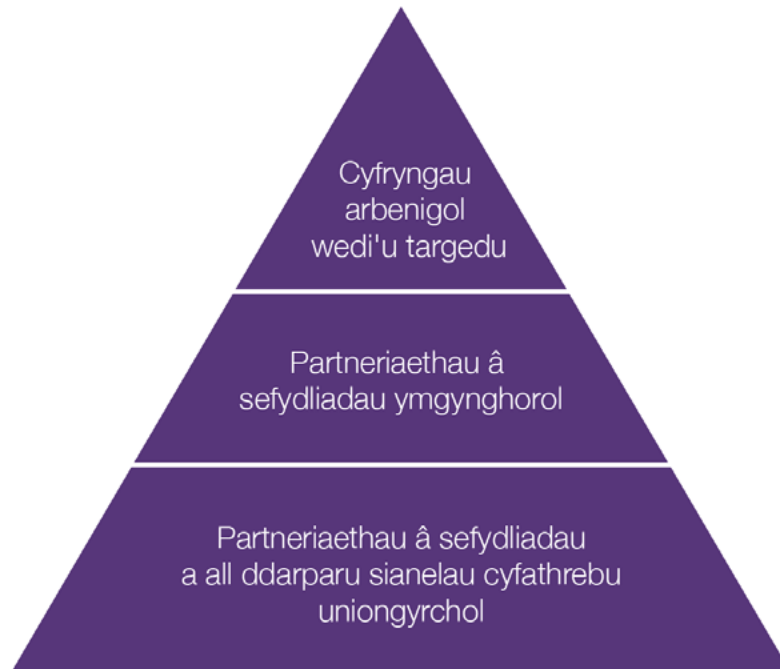 Cyfryngau
arbenigol
wedi'u targedu
Partneriaethau â
sefydliadau ymgynghorol
Partneriaethau â sefydliadau
a all ddarparu sianelau cyfathrebu
uniongyrchol